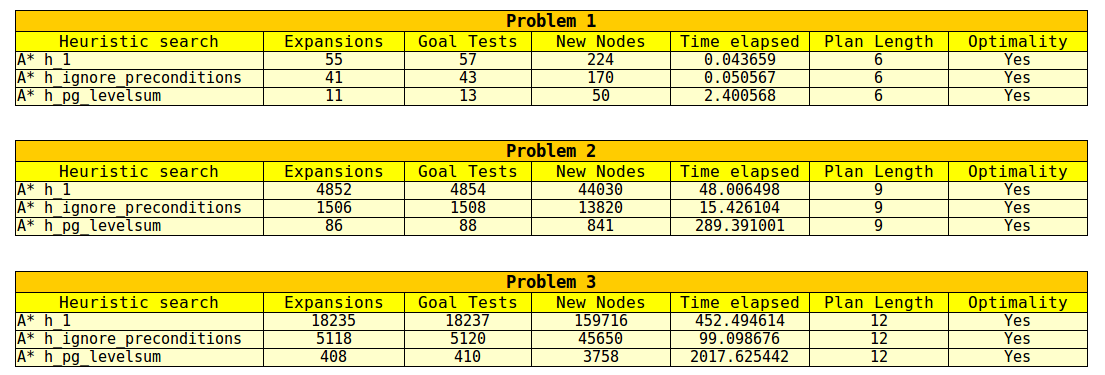 Problem 1
Heuristic search Expansions Goal Tests New Nodes Time elapsed Plan Length Optimality
A* h_1 55 57 224 0.043659 6 Yes
A* h_ignore_preconditions 41 43 170 0.050567 6 Yes
A* h_pg_levelsum 11 13 50 2.400568 6 Yes
Problem 2
Heuristic search Expansions Goal Tests New Nodes Time elapsed Plan Length Optimality
A* h_1 4852 4854 44030 48.006498 9 Yes
A* h_ignore_preconditions 1506 1508 13820 15.426104 9 Yes
A* h_pg_levelsum 86 88 841 289.391001 9 Yes
Problem 3
Heuristic search Expansions Goal Tests New Nodes Time elapsed Plan Length Optimality
A* h_1 18235 18237 159716 452.494614 12 Yes
A* h_ignore_preconditions 5118 5120 45650 99.098676 12 Yes
A* h_pg_levelsum 408 410 3758 2017.625442 12 Yes